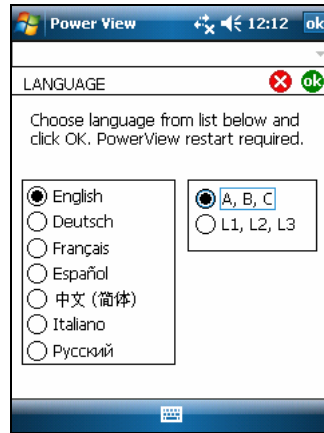 Power View 12:12 ok
LANGUAGE ok
Choose language from list below and
click OK. PowerView restart required.
English
Deutsch
Français
Español
中文 (简体)
Italiano
Русский
A, B, C
L1, L2, L3